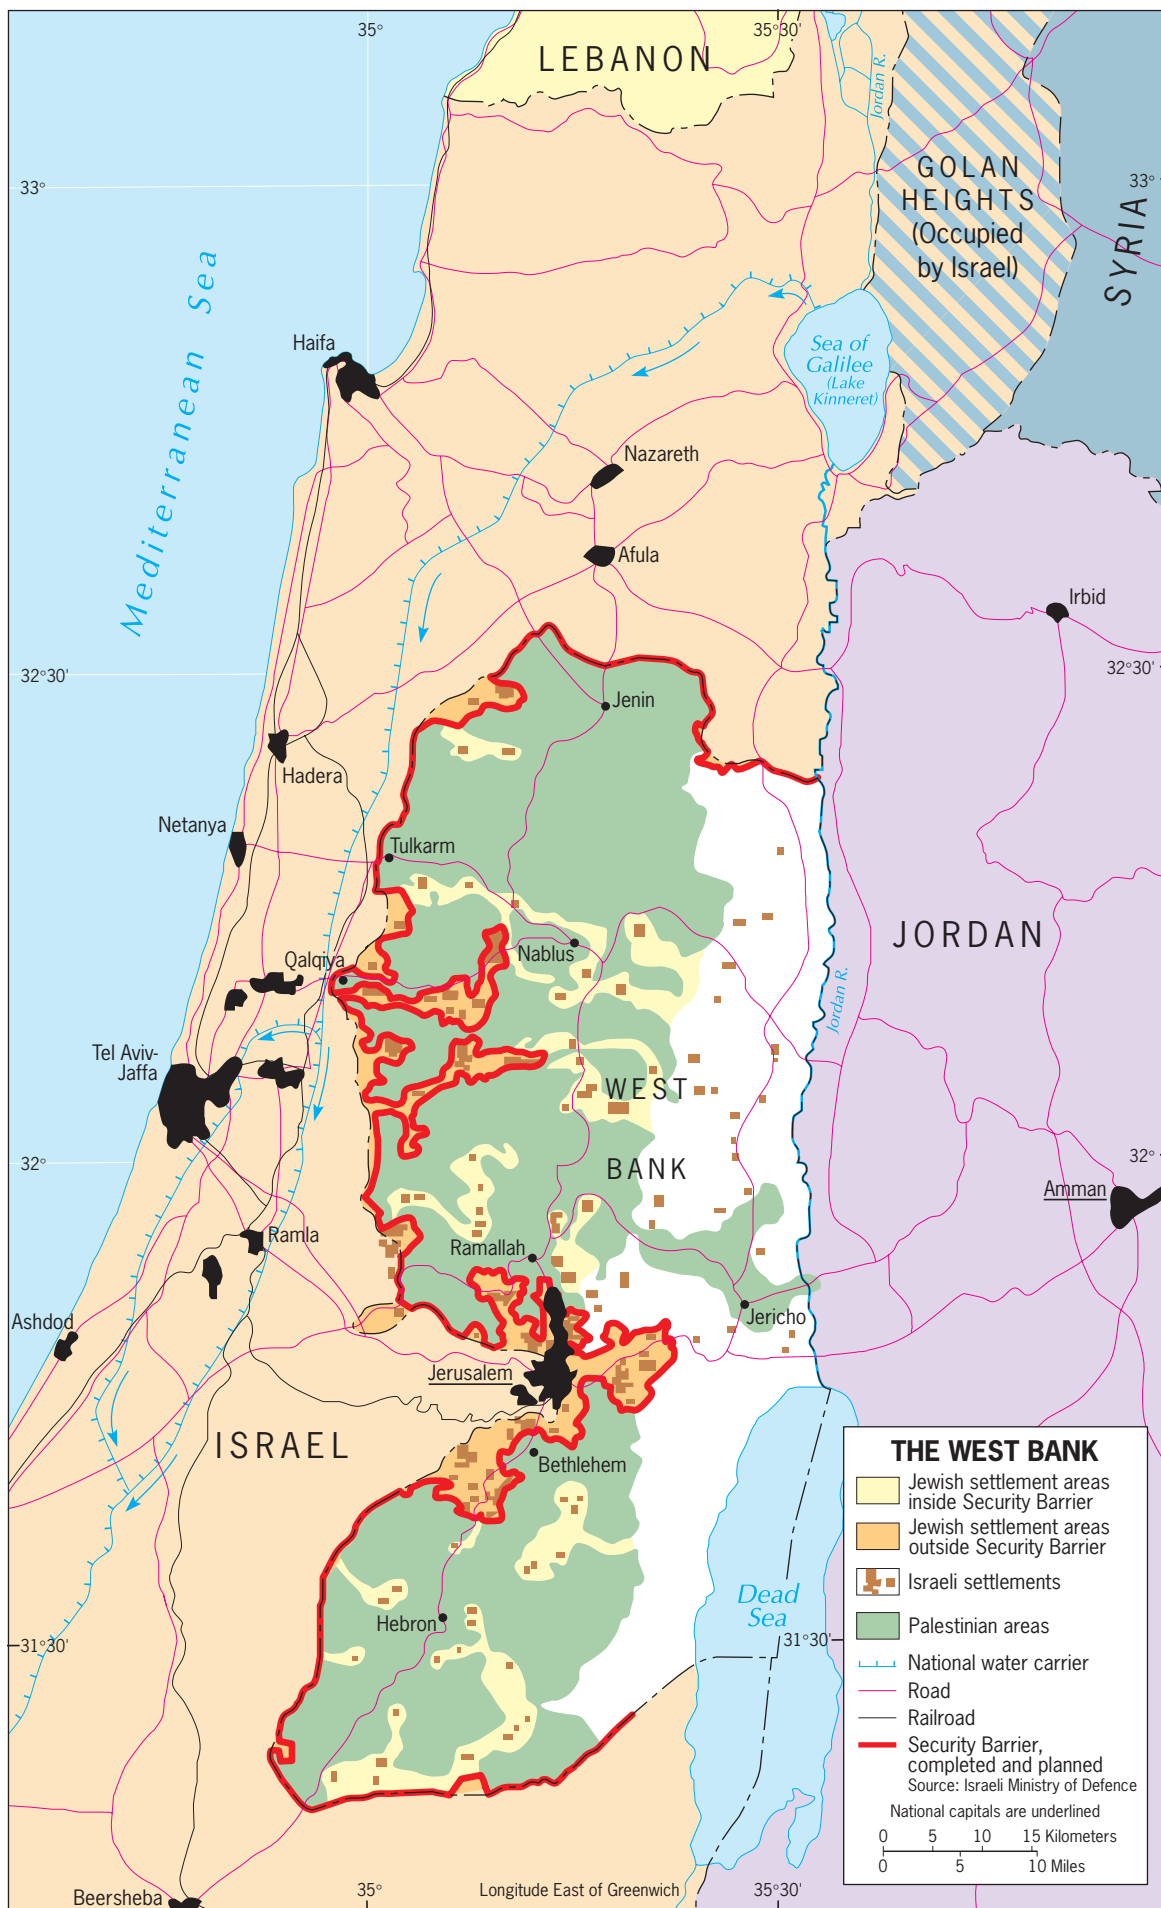 35°
35°30'
LEBANON
Jordan R.
GOLAN
HEIGHTS
(Occupied
by Israel)
33°
33°
SYRIA
Mediterranean Sea
Haifa
Sea of
Galilee
(Lake
Kinneret)
Nazareth
Afula
Irbid
32°30'
32°30'
Jenin
Hadera
Netanya
Tulkarm
JORDAN
Nablus
Qalqiya
Jordan R.
Tel Aviv-
Jaffa
WEST
BANK
32°
32°
Amman
Ramla
Ramallah
Ashdod
Jericho
Jerusalem
ISRAEL
Bethlehem
Dead
Sea
Hebron
31°30'
31°30'
THE WEST BANK
Jewish settlement areas
inside Security Barrier
Jewish settlement areas
outside Security Barrier
Israeli settlements
Palestinian areas
National water carrier
Road
Railroad
Security Barrier,
completed and planned
Source: Israeli Ministry of Defence
National capitals are underlined
0 5 10 15 Kilometers
0 5 10 Miles
Beersheba
35°
Longitude East of Greenwich
35°30'